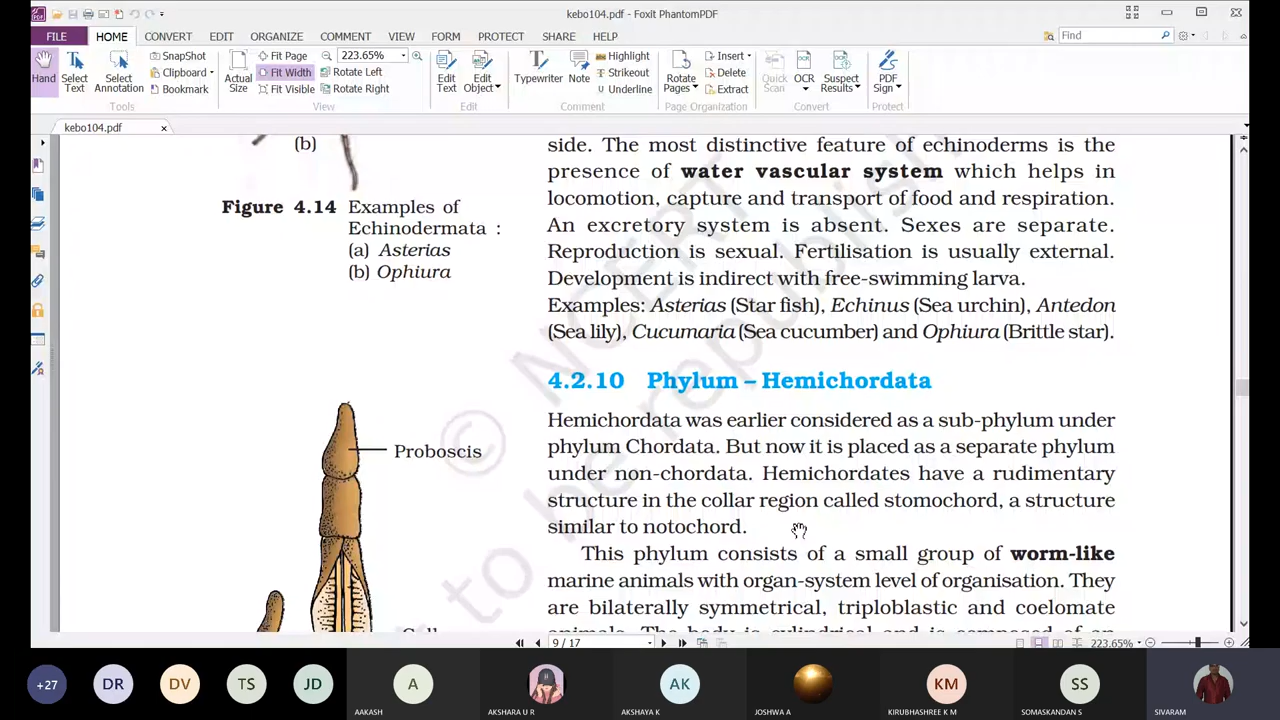 kebo104.pdf - Foxit PhantomPDF
FILE HOME CONVERT EDIT ORGANIZE COMMENT VIEW FORM PROTECT SHARE HELP
Find
Hand
Select Text
Select Annotation
SnapShot
Clipboard
Bookmark
Tools
Actual Size
Fit Page
Fit Width
Fit Visible
223.65%
Rotate Left
Rotate Right
View
Edit Text
Edit Object
Edit
Typewriter
Note
Highlight
Strikeout
Underline
Comment
Rotate Pages
Insert
Delete
Extract
Page Organization
Quick Scan
OCR
Suspect Results
Convert
PDF Sign
Protect
kebo104.pdf
(b)
Figure 4.14 Examples of
Echinodermata :
(a) Asterias
(b) Ophiura
Proboscis
side. The most distinctive feature of echinoderms is the
presence of water vascular system which helps in
locomotion, capture and transport of food and respiration.
An excretory system is absent. Sexes are separate.
Reproduction is sexual. Fertilisation is usually external.
Development is indirect with free-swimming larva.
Examples: Asterias (Star fish), Echinus (Sea urchin), Antedon
(Sea lily), Cucumaria (Sea cucumber) and Ophiura (Brittle star).
4.2.10 Phylum – Hemichordata
Hemichordata was earlier considered as a sub-phylum under
phylum Chordata. But now it is placed as a separate phylum
under non-chordata. Hemichordates have a rudimentary
structure in the collar region called stomochord, a structure
similar to notochord.
This phylum consists of a small group of worm-like
marine animals with organ-system level of organisation. They
are bilaterally symmetrical, triploblastic and coelomate
© NCERT
to be republish
9 / 17
223.65%
+27
DR
DV
TS
JD
A
AAKASH
AKSHARA U R
AK
AKSHAYA K
JOSHWA A
KM
KIRUBHASHREE K M
SS
SOMASKANDAN S
SIVARAM